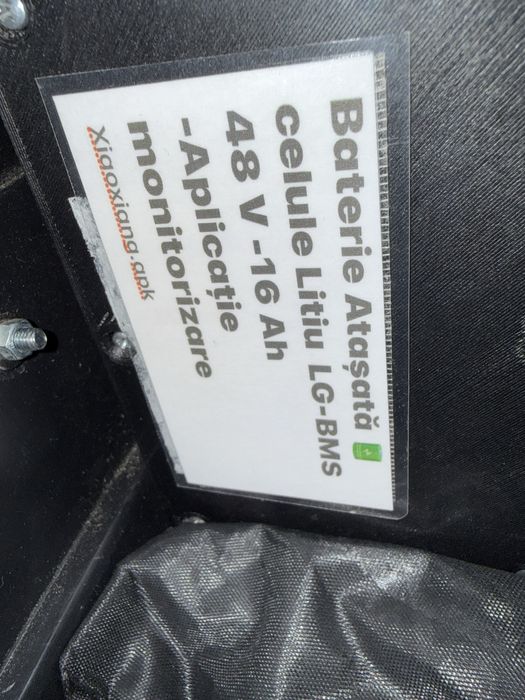 Baterie Atașată🔋
celule Litiu LG-BMS
48 V -16 Ah
-Aplicație
monitorizare
Xiaoxiang.apk